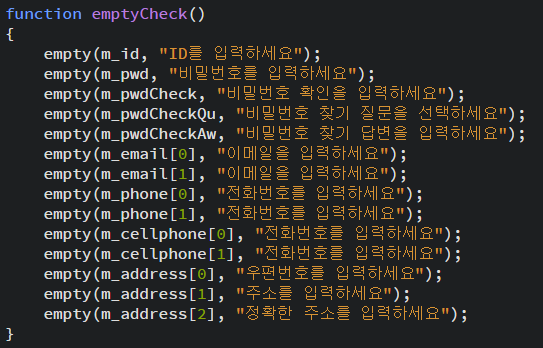 function emptyCheck()
{
    empty(m_id, "ID를 입력하세요");
    empty(m_pwd, "비밀번호를 입력하세요");
    empty(m_pwdCheck, "비밀번호 확인을 입력하세요");
    empty(m_pwdCheckQu, "비밀번호 찾기 질문을 선택하세요");
    empty(m_pwdCheckAw, "비밀번호 찾기 답변을 입력하세요");
    empty(m_email[0], "이메일을 입력하세요");
    empty(m_email[1], "이메일을 입력하세요");
    empty(m_phone[0], "전화번호를 입력하세요");
    empty(m_phone[1], "전화번호를 입력하세요");
    empty(m_cellphone[0], "전화번호를 입력하세요");
    empty(m_cellphone[1], "전화번호를 입력하세요");
    empty(m_address[0], "우편번호를 입력하세요");
    empty(m_address[1], "주소를 입력하세요");
    empty(m_address[2], "정확한 주소를 입력하세요");
}